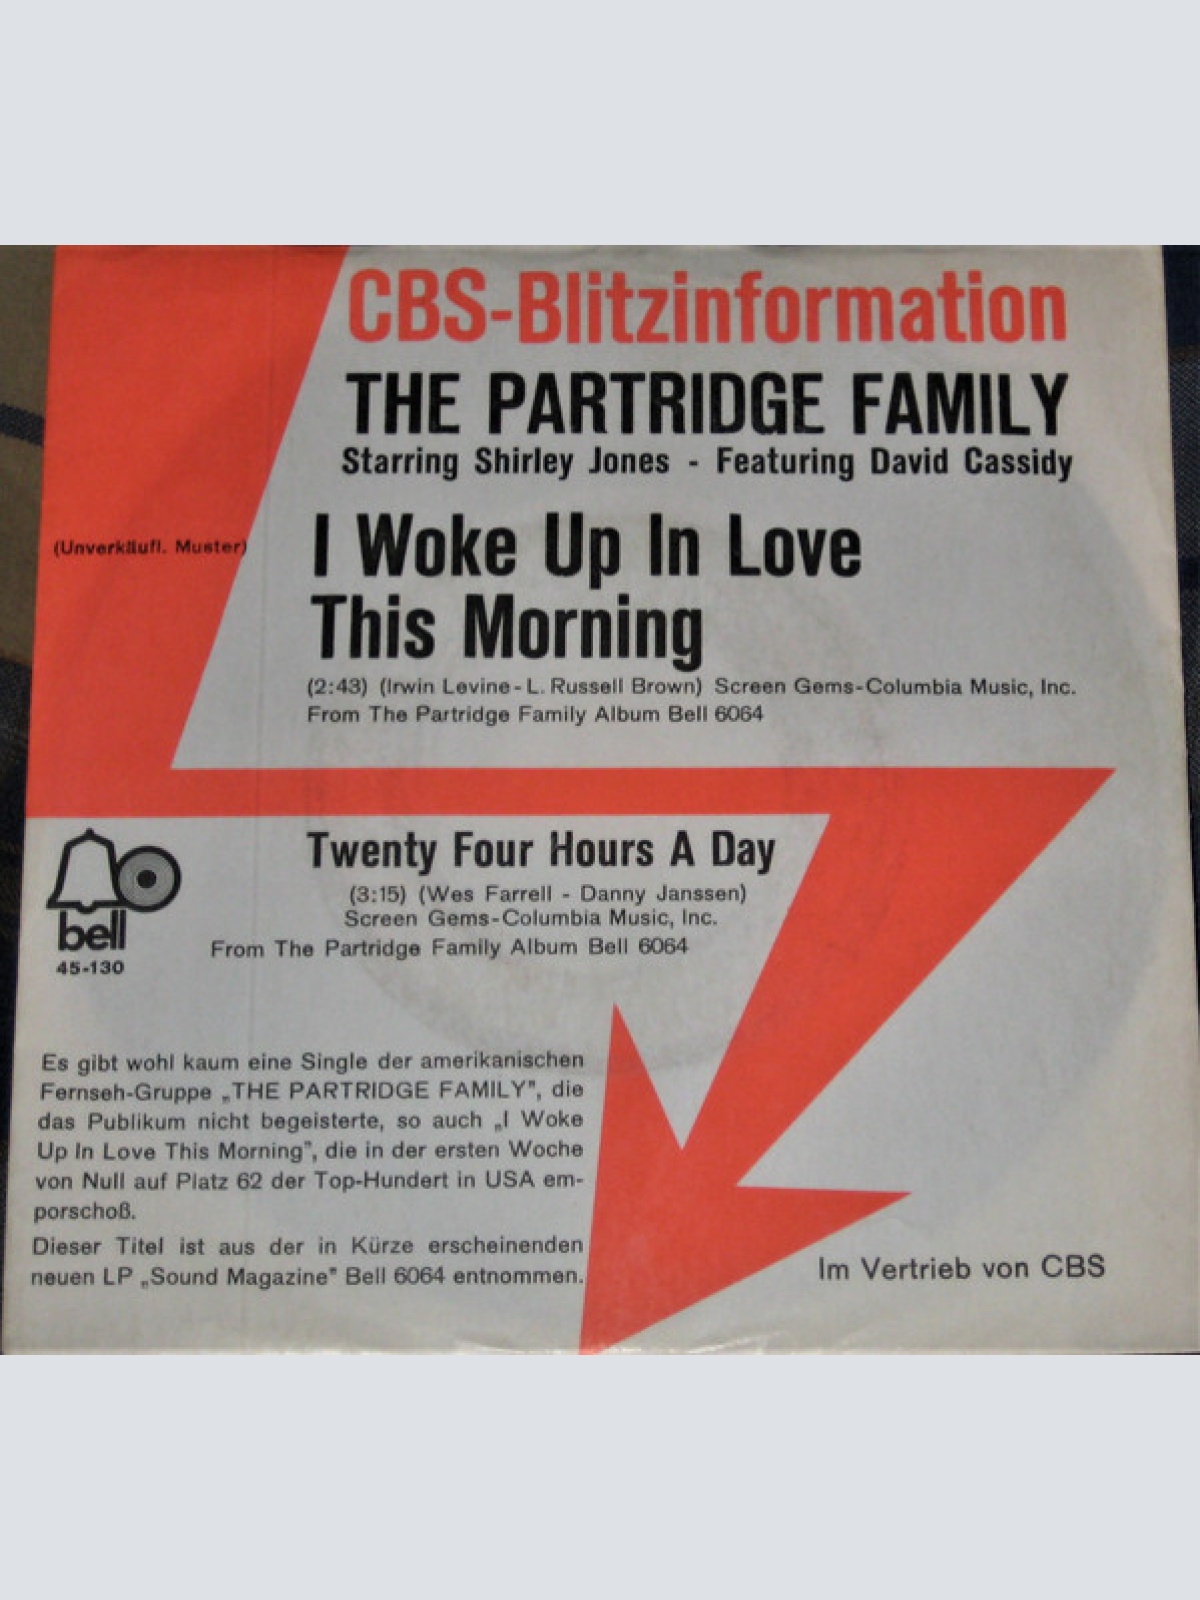 CBS-Blitzinformation
THE PARTRIDGE FAMILY
Starring Shirley Jones - Featuring David Cassidy
(Unverkäufl. Muster)
I Woke Up In Love
This Morning
(2:43) (Irwin Levine - L. Russell Brown) Screen Gems-Columbia Music, Inc.
From The Partridge Family Album Bell 6064
Twenty Four Hours A Day
(3:15) (Wes Farrell - Danny Janssen)
Screen Gems-Columbia Music, Inc.
From The Partridge Family Album Bell 6064
bell
45-130
Es gibt wohl kaum eine Single der amerikanischen
Fernseh-Gruppe „THE PARTRIDGE FAMILY", die
das Publikum nicht begeisterte, so auch „I Woke
Up In Love This Morning", die in der ersten Woche
von Null auf Platz 62 der Top-Hundert in USA em-
porschoß.
Dieser Titel ist aus der in Kürze erscheinenden
neuen LP „Sound Magazine" Bell 6064 entnommen.
Im Vertrieb von CBS